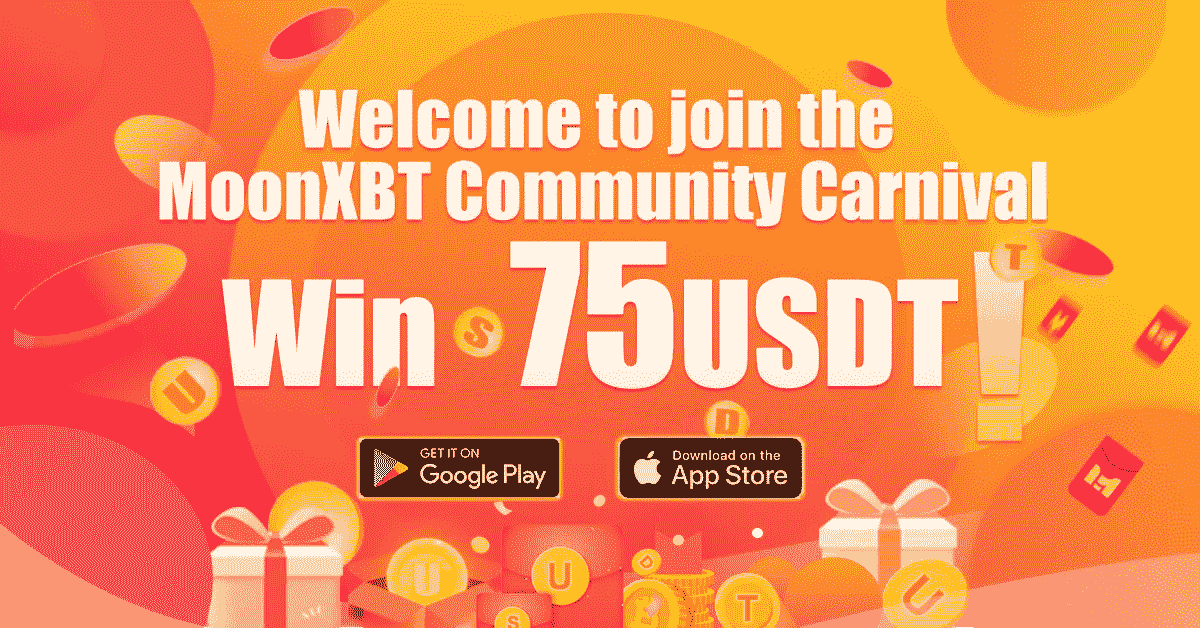 Welcome to join the
MoonXBT Community Carnival
Win 75USDT!
GET IT ON
Google Play
Download on the
App Store
U
S
D
T
U
U
D
T
U
S